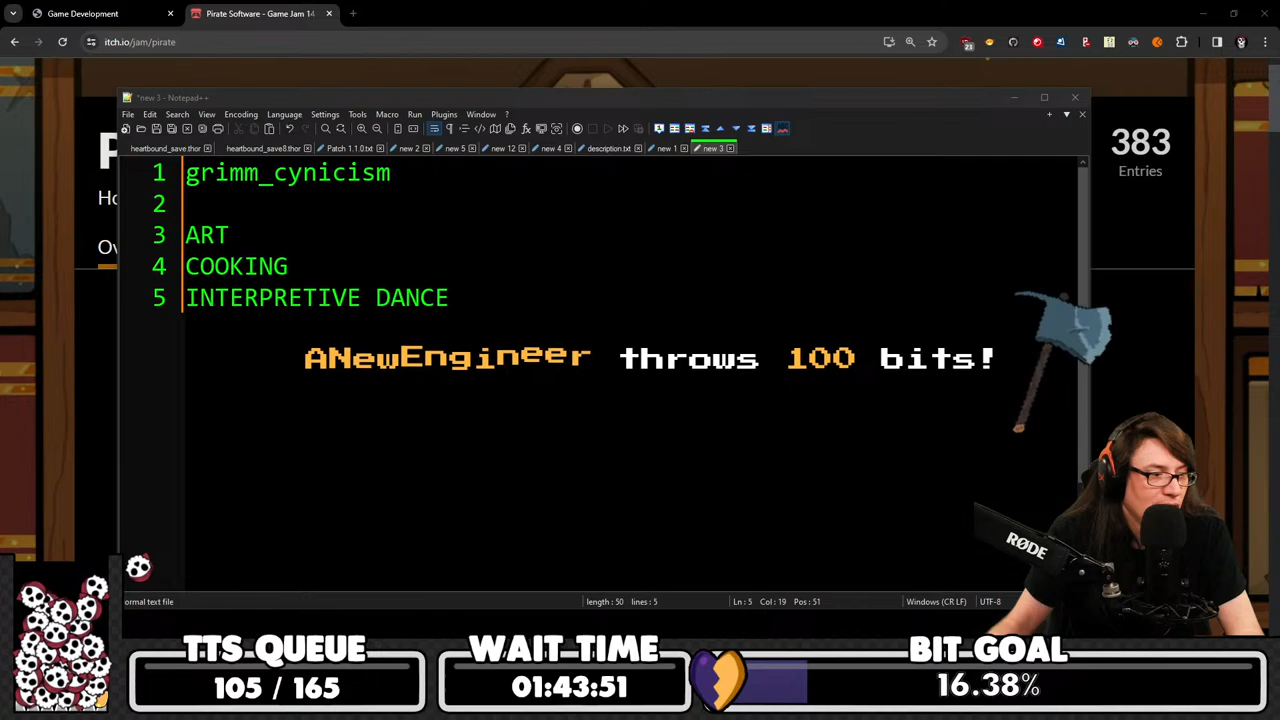 Game Development
Pirate Software - Game Jam 14
itch.io/jam/pirate
23
*new 3 - Notepad++
File Edit Search View Encoding Language Settings Tools Macro Run Plugins Window ?
heartbound_save.thor
heartbound_save8.thor
Patch 1.1.0.txt
new 2
new 5
new 12
new 4
description.txt
new 1
new 3
383
Entries
P
Ho
Ov
1 grimm_cynicism
2
3 ART
4 COOKING
5 INTERPRETIVE DANCE
ANewEngineer throws 100 bits!
RØDE
ormal text file
length : 50 lines : 5
Ln : 5 Col : 19 Pos : 51
Windows (CR LF)
UTF-8
TTS QUEUE
105 / 165
WAIT TIME
01:43:51
BIT GOAL
16.38%